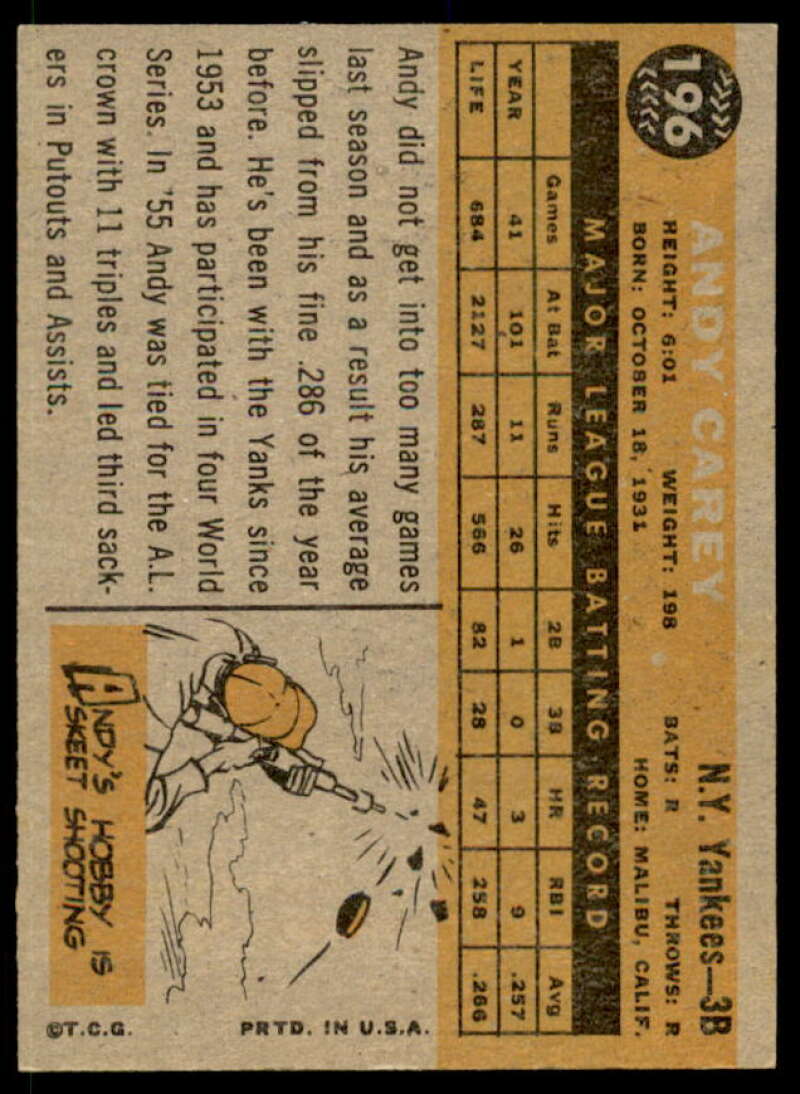 196
ANDY CAREY
N.Y. Yankees—3B
HEIGHT: 6:01 WEIGHT: 198 BATS: R THROWS: R
BORN: OCTOBER 18, 1931 HOME: MALIBU, CALIF.
MAJOR LEAGUE BATTING RECORD
Games At Bat Runs Hits 2B 3B HR RBI Avg
YEAR 41 101 11 26 1 0 3 9 .257
LIFE 684 2127 287 566 82 28 47 258 .266
Andy did not get into too many games
last season and as a result his average
slipped from his fine .286 of the year
before. He's been with the Yanks since
1953 and has participated in four World
Series. In '55 Andy was tied for the A.L.
crown with 11 triples and led third sack-
ers in Putouts and Assists.
ANDY'S HOBBY IS
SKEET SHOOTING
©T.C.G. PRTD. IN U.S.A.